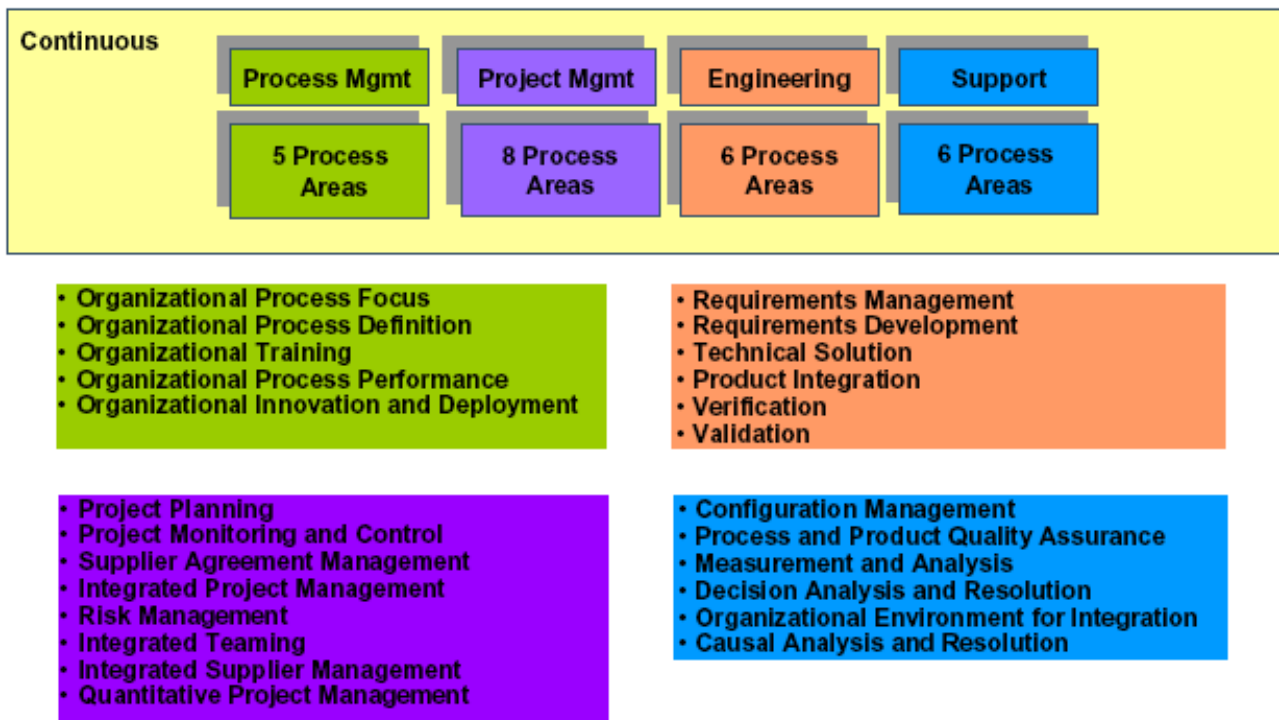 Continuous
Process Mgmt
Project Mgmt
Engineering
Support
5 Process
Areas
8 Process
Areas
6 Process
Areas
6 Process
Areas
• Organizational Process Focus
• Organizational Process Definition
• Organizational Training
• Organizational Process Performance
• Organizational Innovation and Deployment
• Requirements Management
• Requirements Development
• Technical Solution
• Product Integration
• Verification
• Validation
• Project Planning
• Project Monitoring and Control
• Supplier Agreement Management
• Integrated Project Management
• Risk Management
• Integrated Teaming
• Integrated Supplier Management
• Quantitative Project Management
• Configuration Management
• Process and Product Quality Assurance
• Measurement and Analysis
• Decision Analysis and Resolution
• Organizational Environment for Integration
• Causal Analysis and Resolution